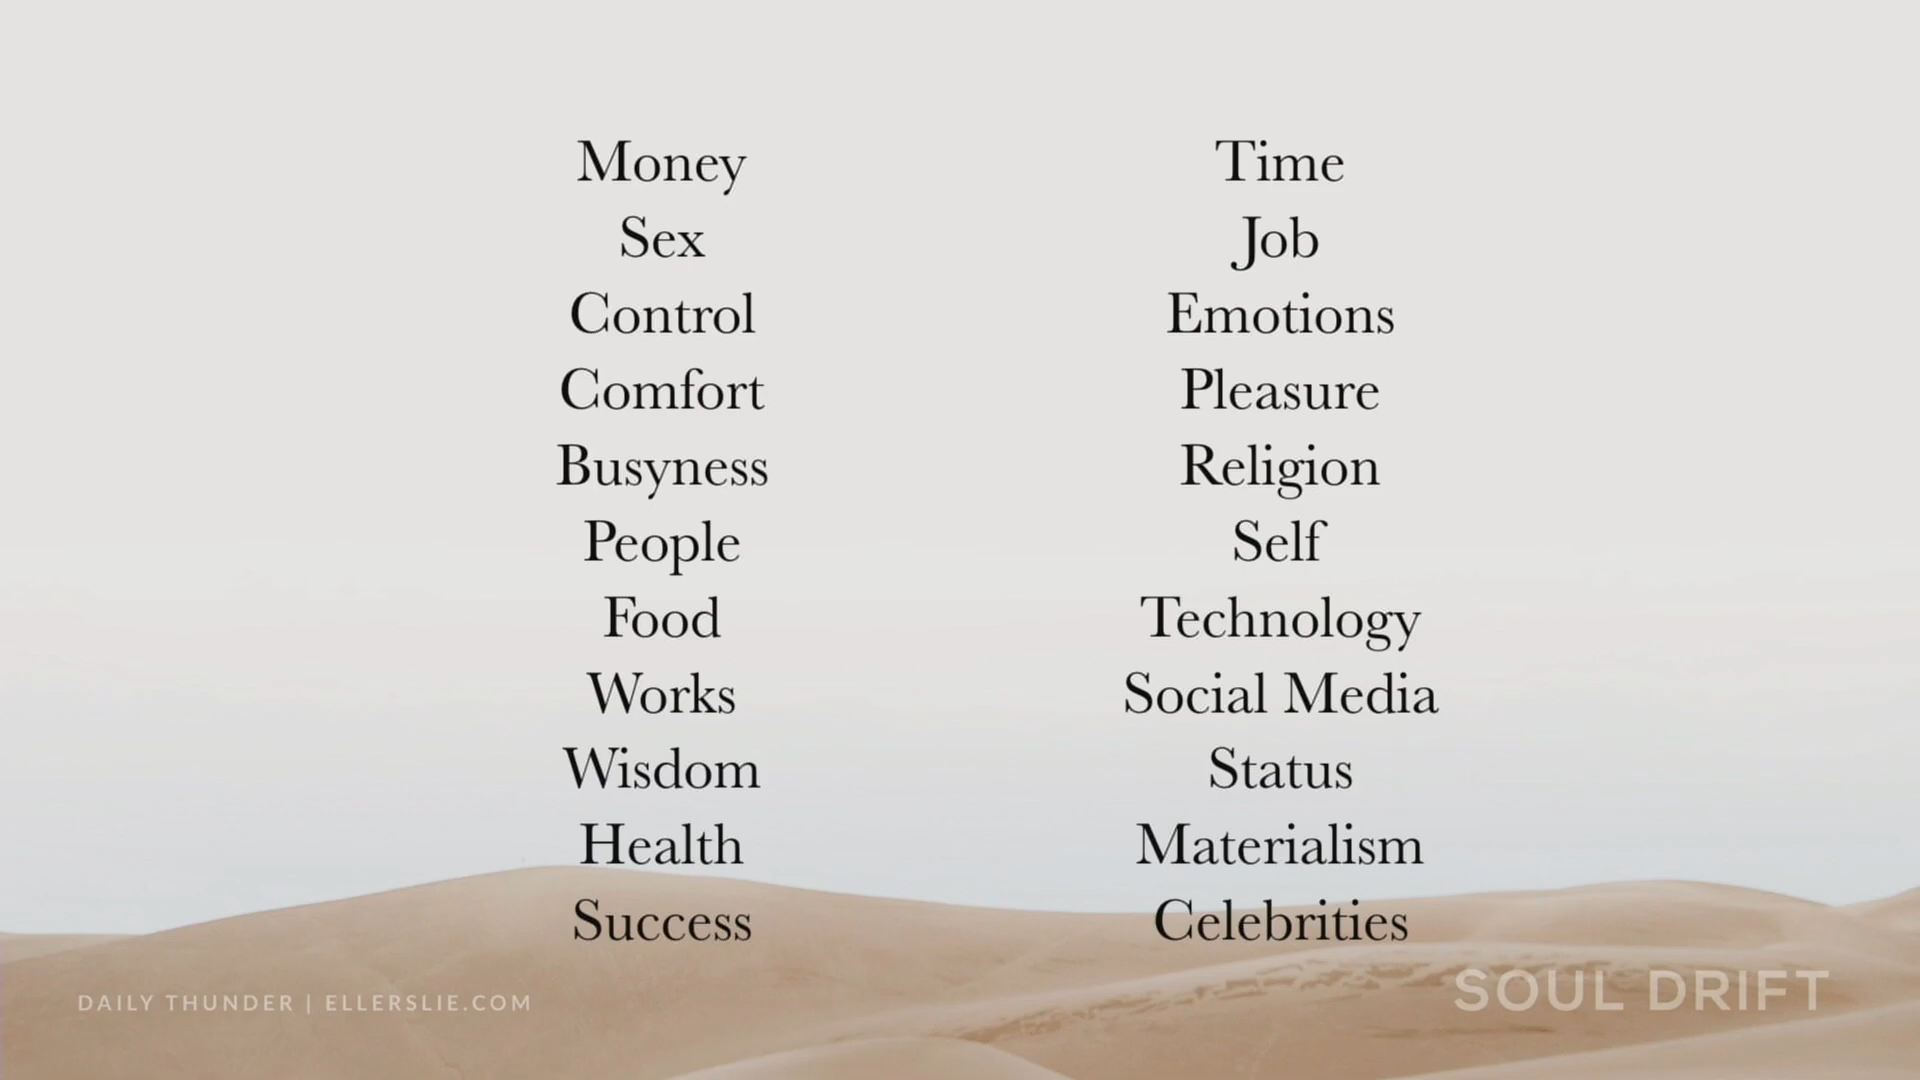 Money
Sex
Control
Comfort
Busyness
People
Food
Works
Wisdom
Health
Success
Time
Job
Emotions
Pleasure
Religion
Self
Technology
Social Media
Status
Materialism
Celebrities
DAILY THUNDER | ELLERSLIE.COM
SOUL DRIFT